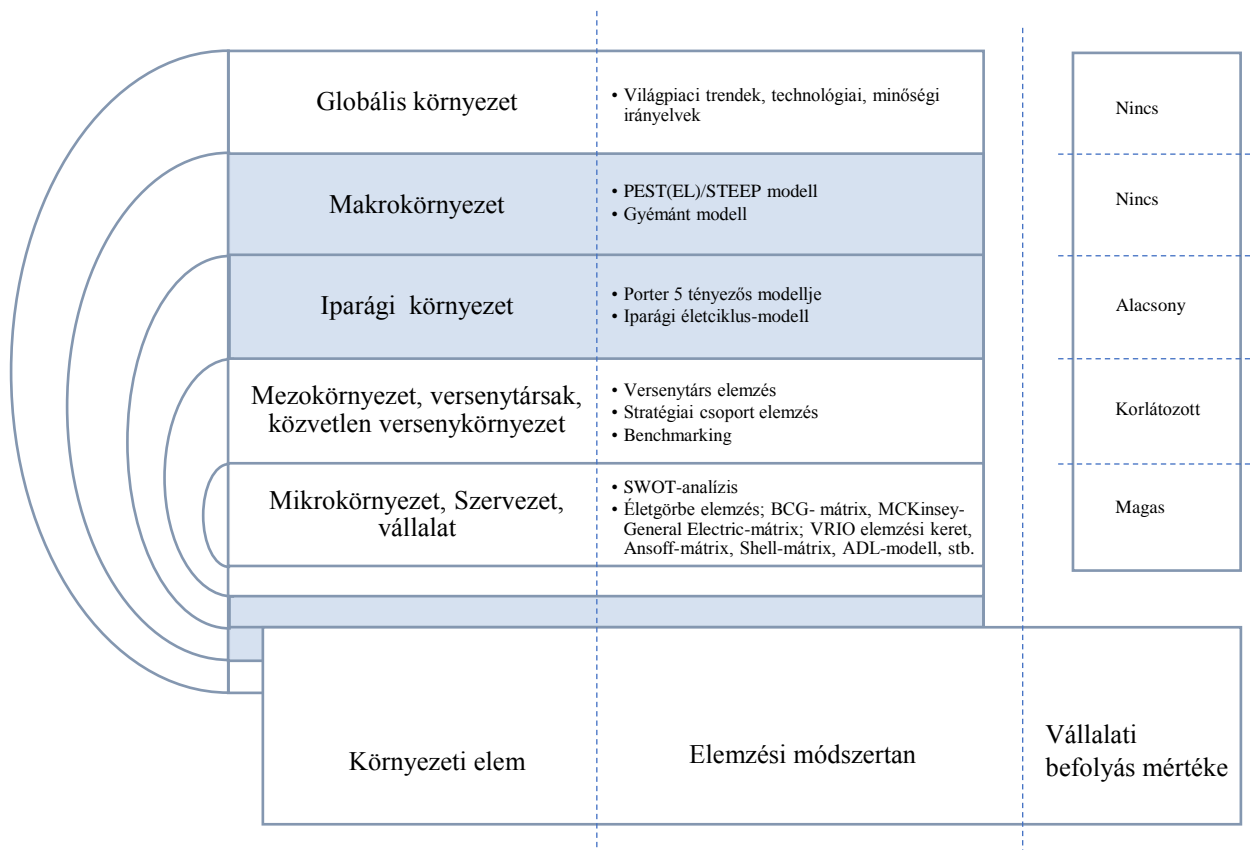 Globális környezet
• Világpiaci trendek, technológiai, minőségi
irányelvek
Nincs
Makrokörnyezet
• PEST(EL)/STEEP modell
• Gyémánt modell
Nincs
Iparági környezet
• Porter 5 tényezős modellje
• Iparági életciklus-modell
Alacsony
Mezokörnyezet, versenytársak,
közvetlen versenykörnyezet
• Versenytárs elemzés
• Stratégiai csoport elemzés
• Benchmarking
Korlátozott
Mikrokörnyezet, Szervezet,
vállalat
• SWOT-analízis
• Életgörbe elemzés; BCG- mátrix, MCKinsey-
General Electric-mátrix; VRIO elemzési keret,
Ansoff-mátrix, Shell-mátrix, ADL-modell, stb.
Magas
Környezeti elem
Elemzési módszertan
Vállalati
befolyás mértéke